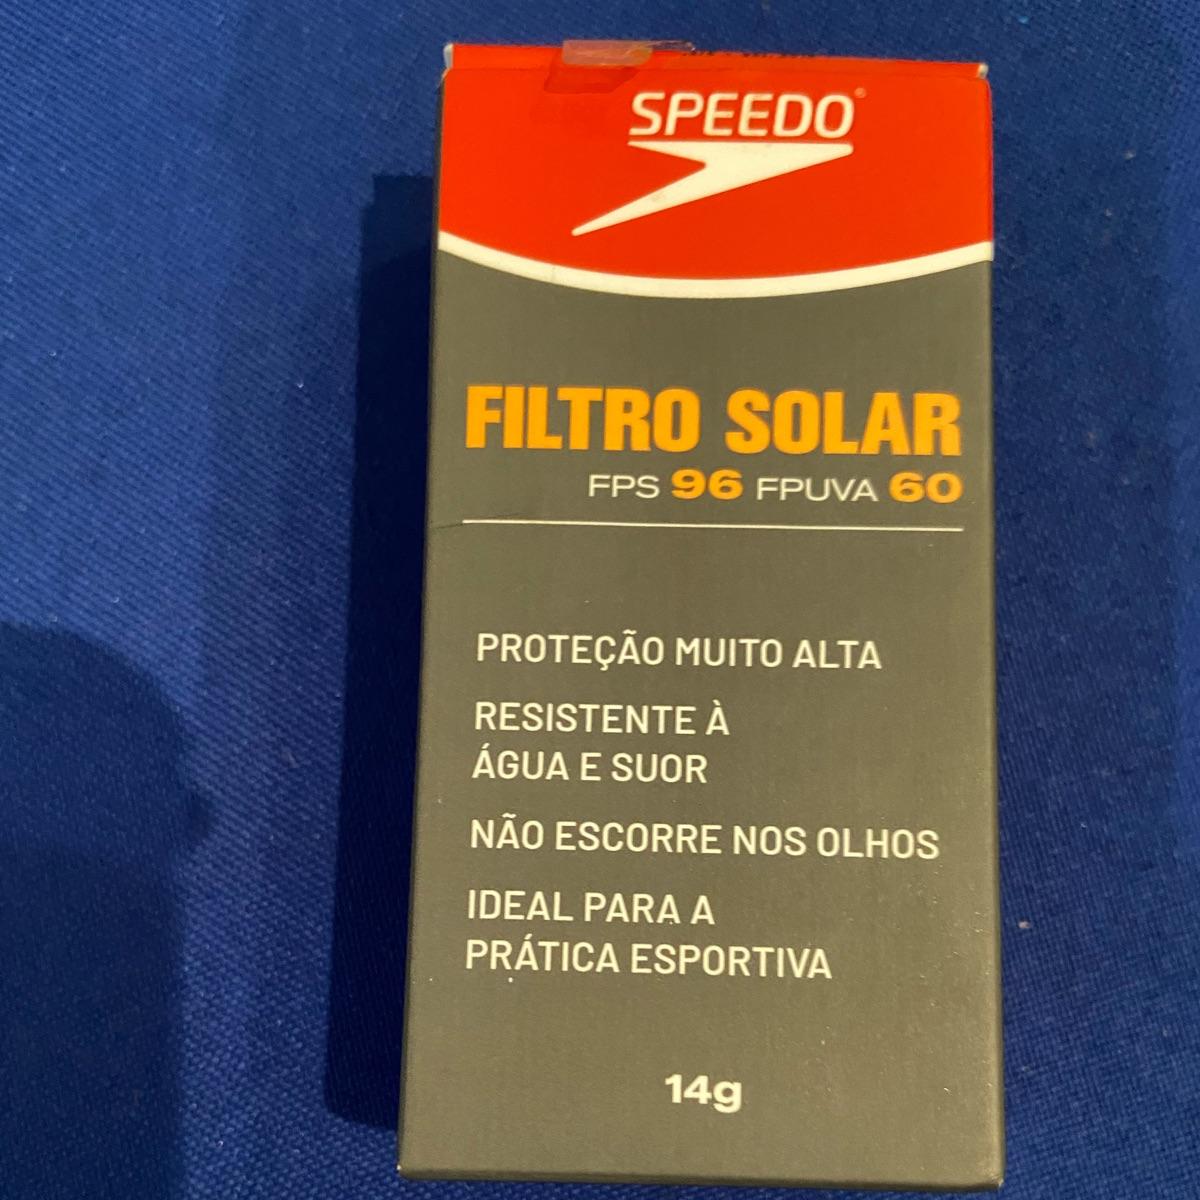 SPEEDO®
FILTRO SOLAR
FPS 96 FPUVA 60
PROTEÇÃO MUITO ALTA
RESISTENTE À
ÁGUA E SUOR
NÃO ESCORRE NOS OLHOS
IDEAL PARA A
PRÁTICA ESPORTIVA
14g